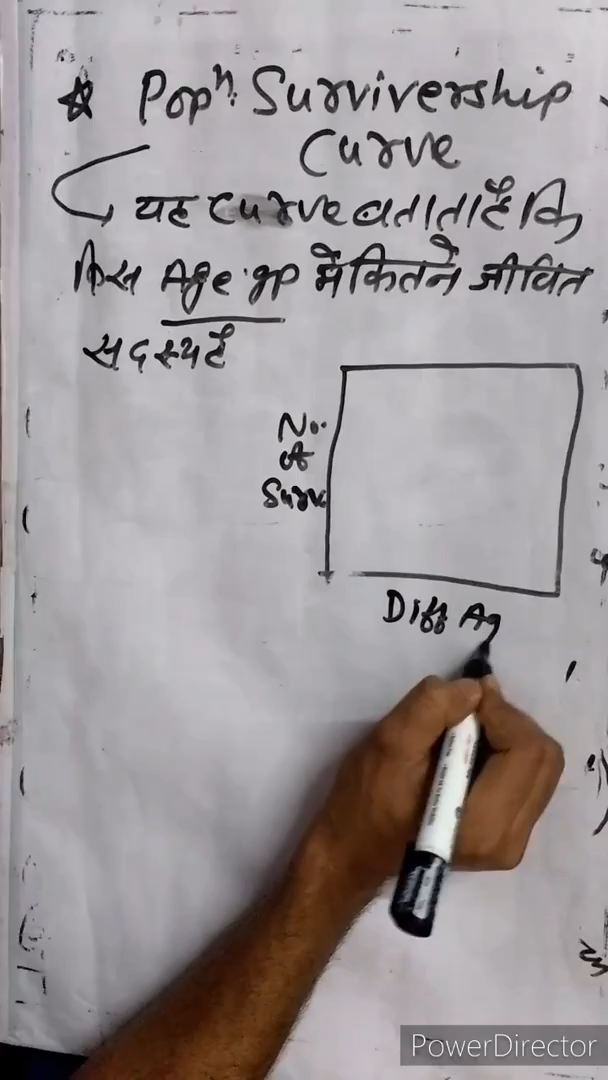 ☆ Popⁿ. Survivership
Curve
यह curve बताता है कि
किस Age gp में कितने जीवित
सदस्य है
No.
of
Surv
Diff Ag
PowerDirector